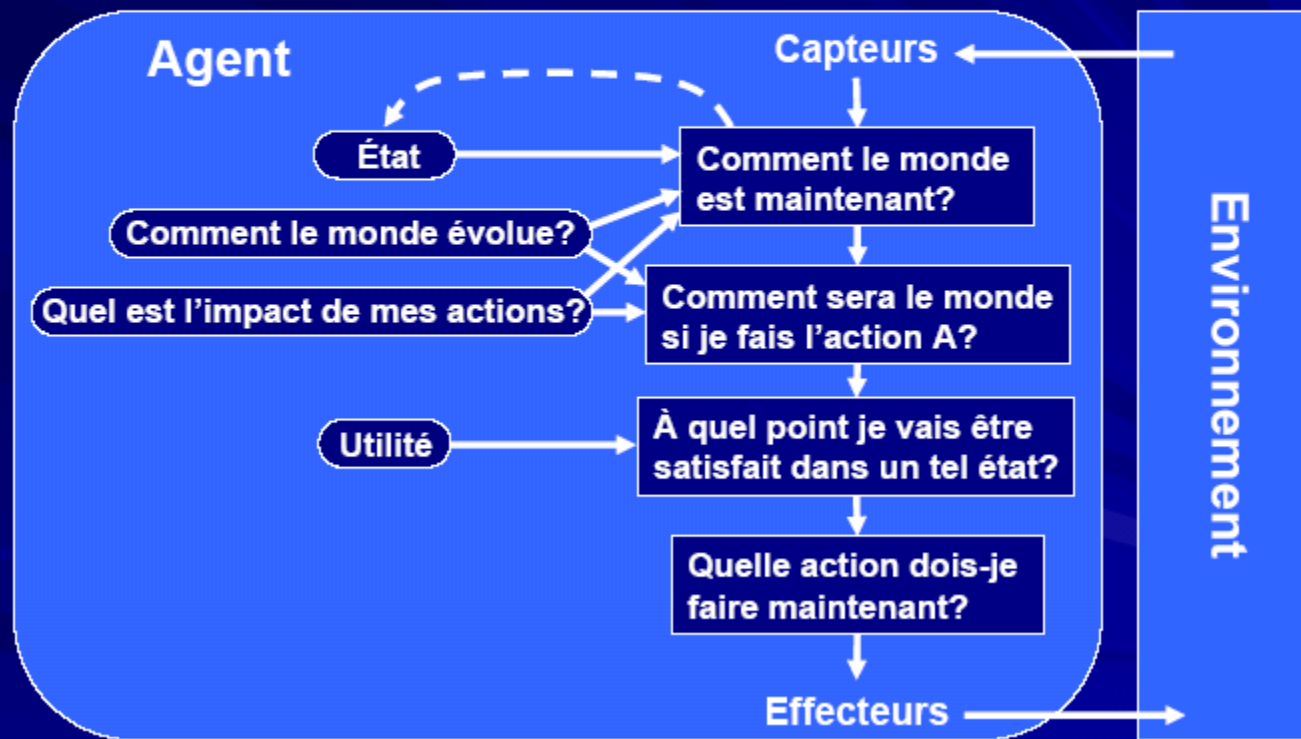 Agent
Capteurs
État
Comment le monde
est maintenant?
Comment le monde évolue?
Quel est l'impact de mes actions?
Comment sera le monde
si je fais l'action A?
Utilité
À quel point je vais être
satisfait dans un tel état?
Quelle action dois-je
faire maintenant?
Effecteurs
Environnement